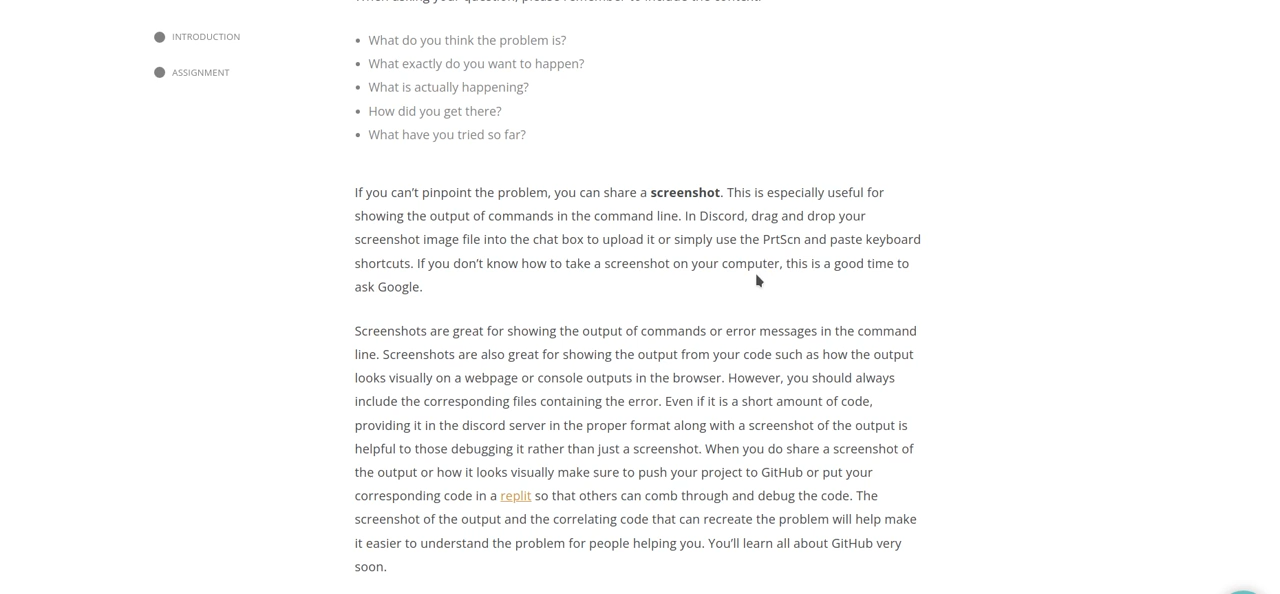 When asking your question, please remember to include the context:
INTRODUCTION
ASSIGNMENT
What do you think the problem is?
What exactly do you want to happen?
What is actually happening?
How did you get there?
What have you tried so far?
If you can’t pinpoint the problem, you can share a screenshot. This is especially useful for
showing the output of commands in the command line. In Discord, drag and drop your
screenshot image file into the chat box to upload it or simply use the PrtScn and paste keyboard
shortcuts. If you don’t know how to take a screenshot on your computer, this is a good time to
ask Google.
Screenshots are great for showing the output of commands or error messages in the command
line. Screenshots are also great for showing the output from your code such as how the output
looks visually on a webpage or console outputs in the browser. However, you should always
include the corresponding files containing the error. Even if it is a short amount of code,
providing it in the discord server in the proper format along with a screenshot of the output is
helpful to those debugging it rather than just a screenshot. When you do share a screenshot of
the output or how it looks visually make sure to push your project to GitHub or put your
corresponding code in a replit so that others can comb through and debug the code. The
screenshot of the output and the correlating code that can recreate the problem will help make
it easier to understand the problem for people helping you. You’ll learn all about GitHub very
soon.